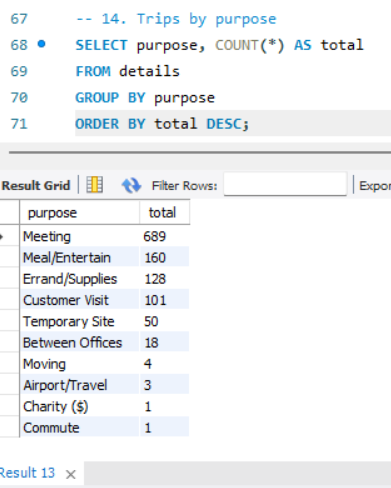 67 -- 14. Trips by purpose
68 SELECT purpose, COUNT(*) AS total
69 FROM details
70 GROUP BY purpose
71 ORDER BY total DESC;
Result Grid Filter Rows: Expor
purpose total
Meeting 689
Meal/Entertain 160
Errand/Supplies 128
Customer Visit 101
Temporary Site 50
Between Offices 18
Moving 4
Airport/Travel 3
Charity ($) 1
Commute 1
Result 13 ×